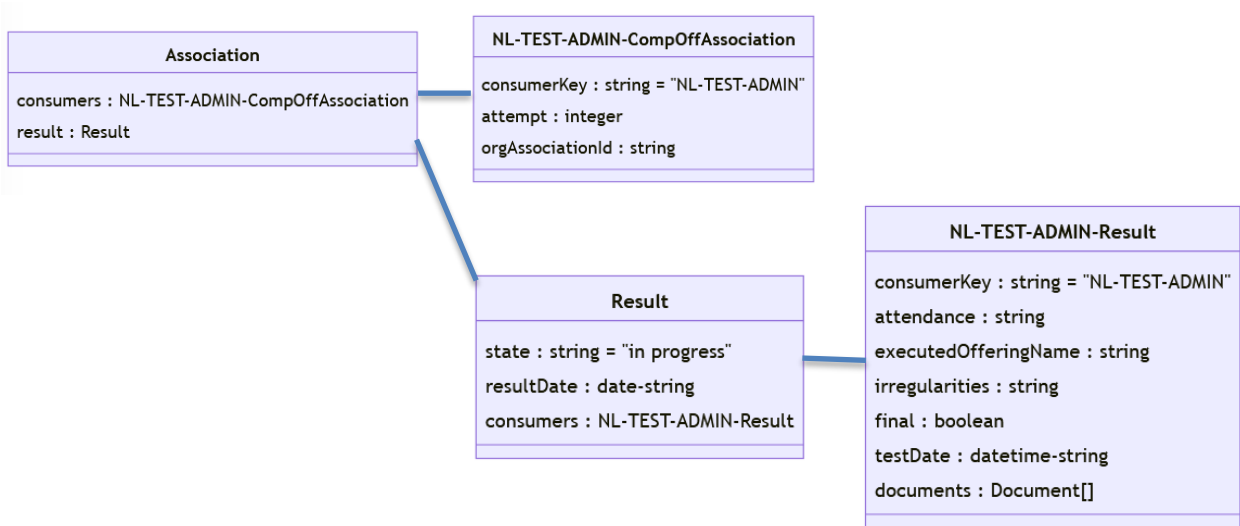 Association
consumers : NL-TEST-ADMIN-CompOffAssociation
result : Result
NL-TEST-ADMIN-CompOffAssociation
consumerKey : string = "NL-TEST-ADMIN"
attempt : integer
orgAssociationId : string
Result
state : string = "in progress"
resultDate : date-string
consumers : NL-TEST-ADMIN-Result
NL-TEST-ADMIN-Result
consumerKey : string = "NL-TEST-ADMIN"
attendance : string
executedOfferingName : string
irregularities : string
final : boolean
testDate : datetime-string
documents : Document[]